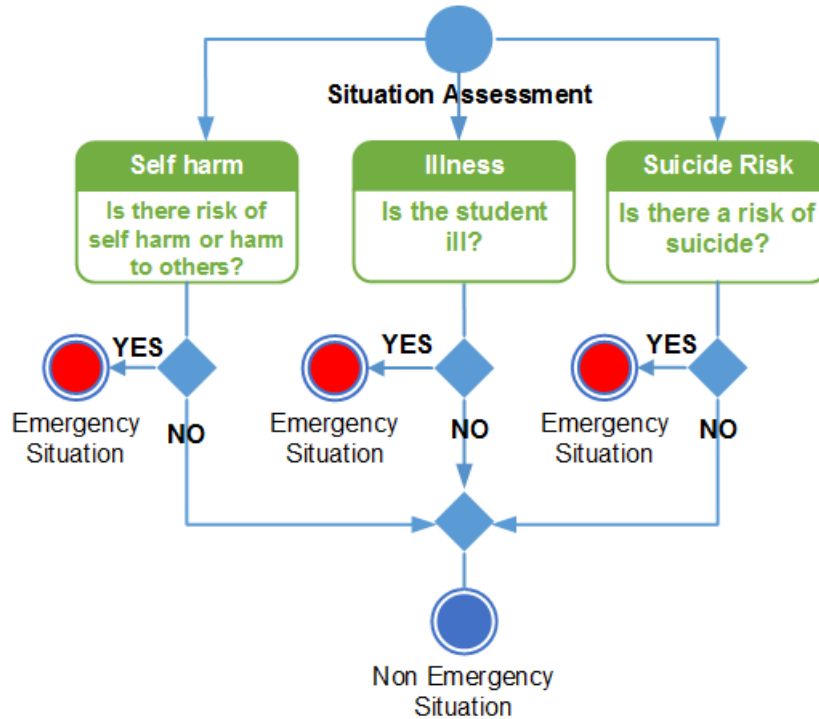 Situation Assessment
Self harm
Is there risk of
self harm or harm
to others?
Illness
Is the student
ill?
Suicide Risk
Is there a risk of
suicide?
YES
Emergency
Situation
NO
YES
Emergency
Situation
NO
YES
Emergency
Situation
NO
Non Emergency
Situation